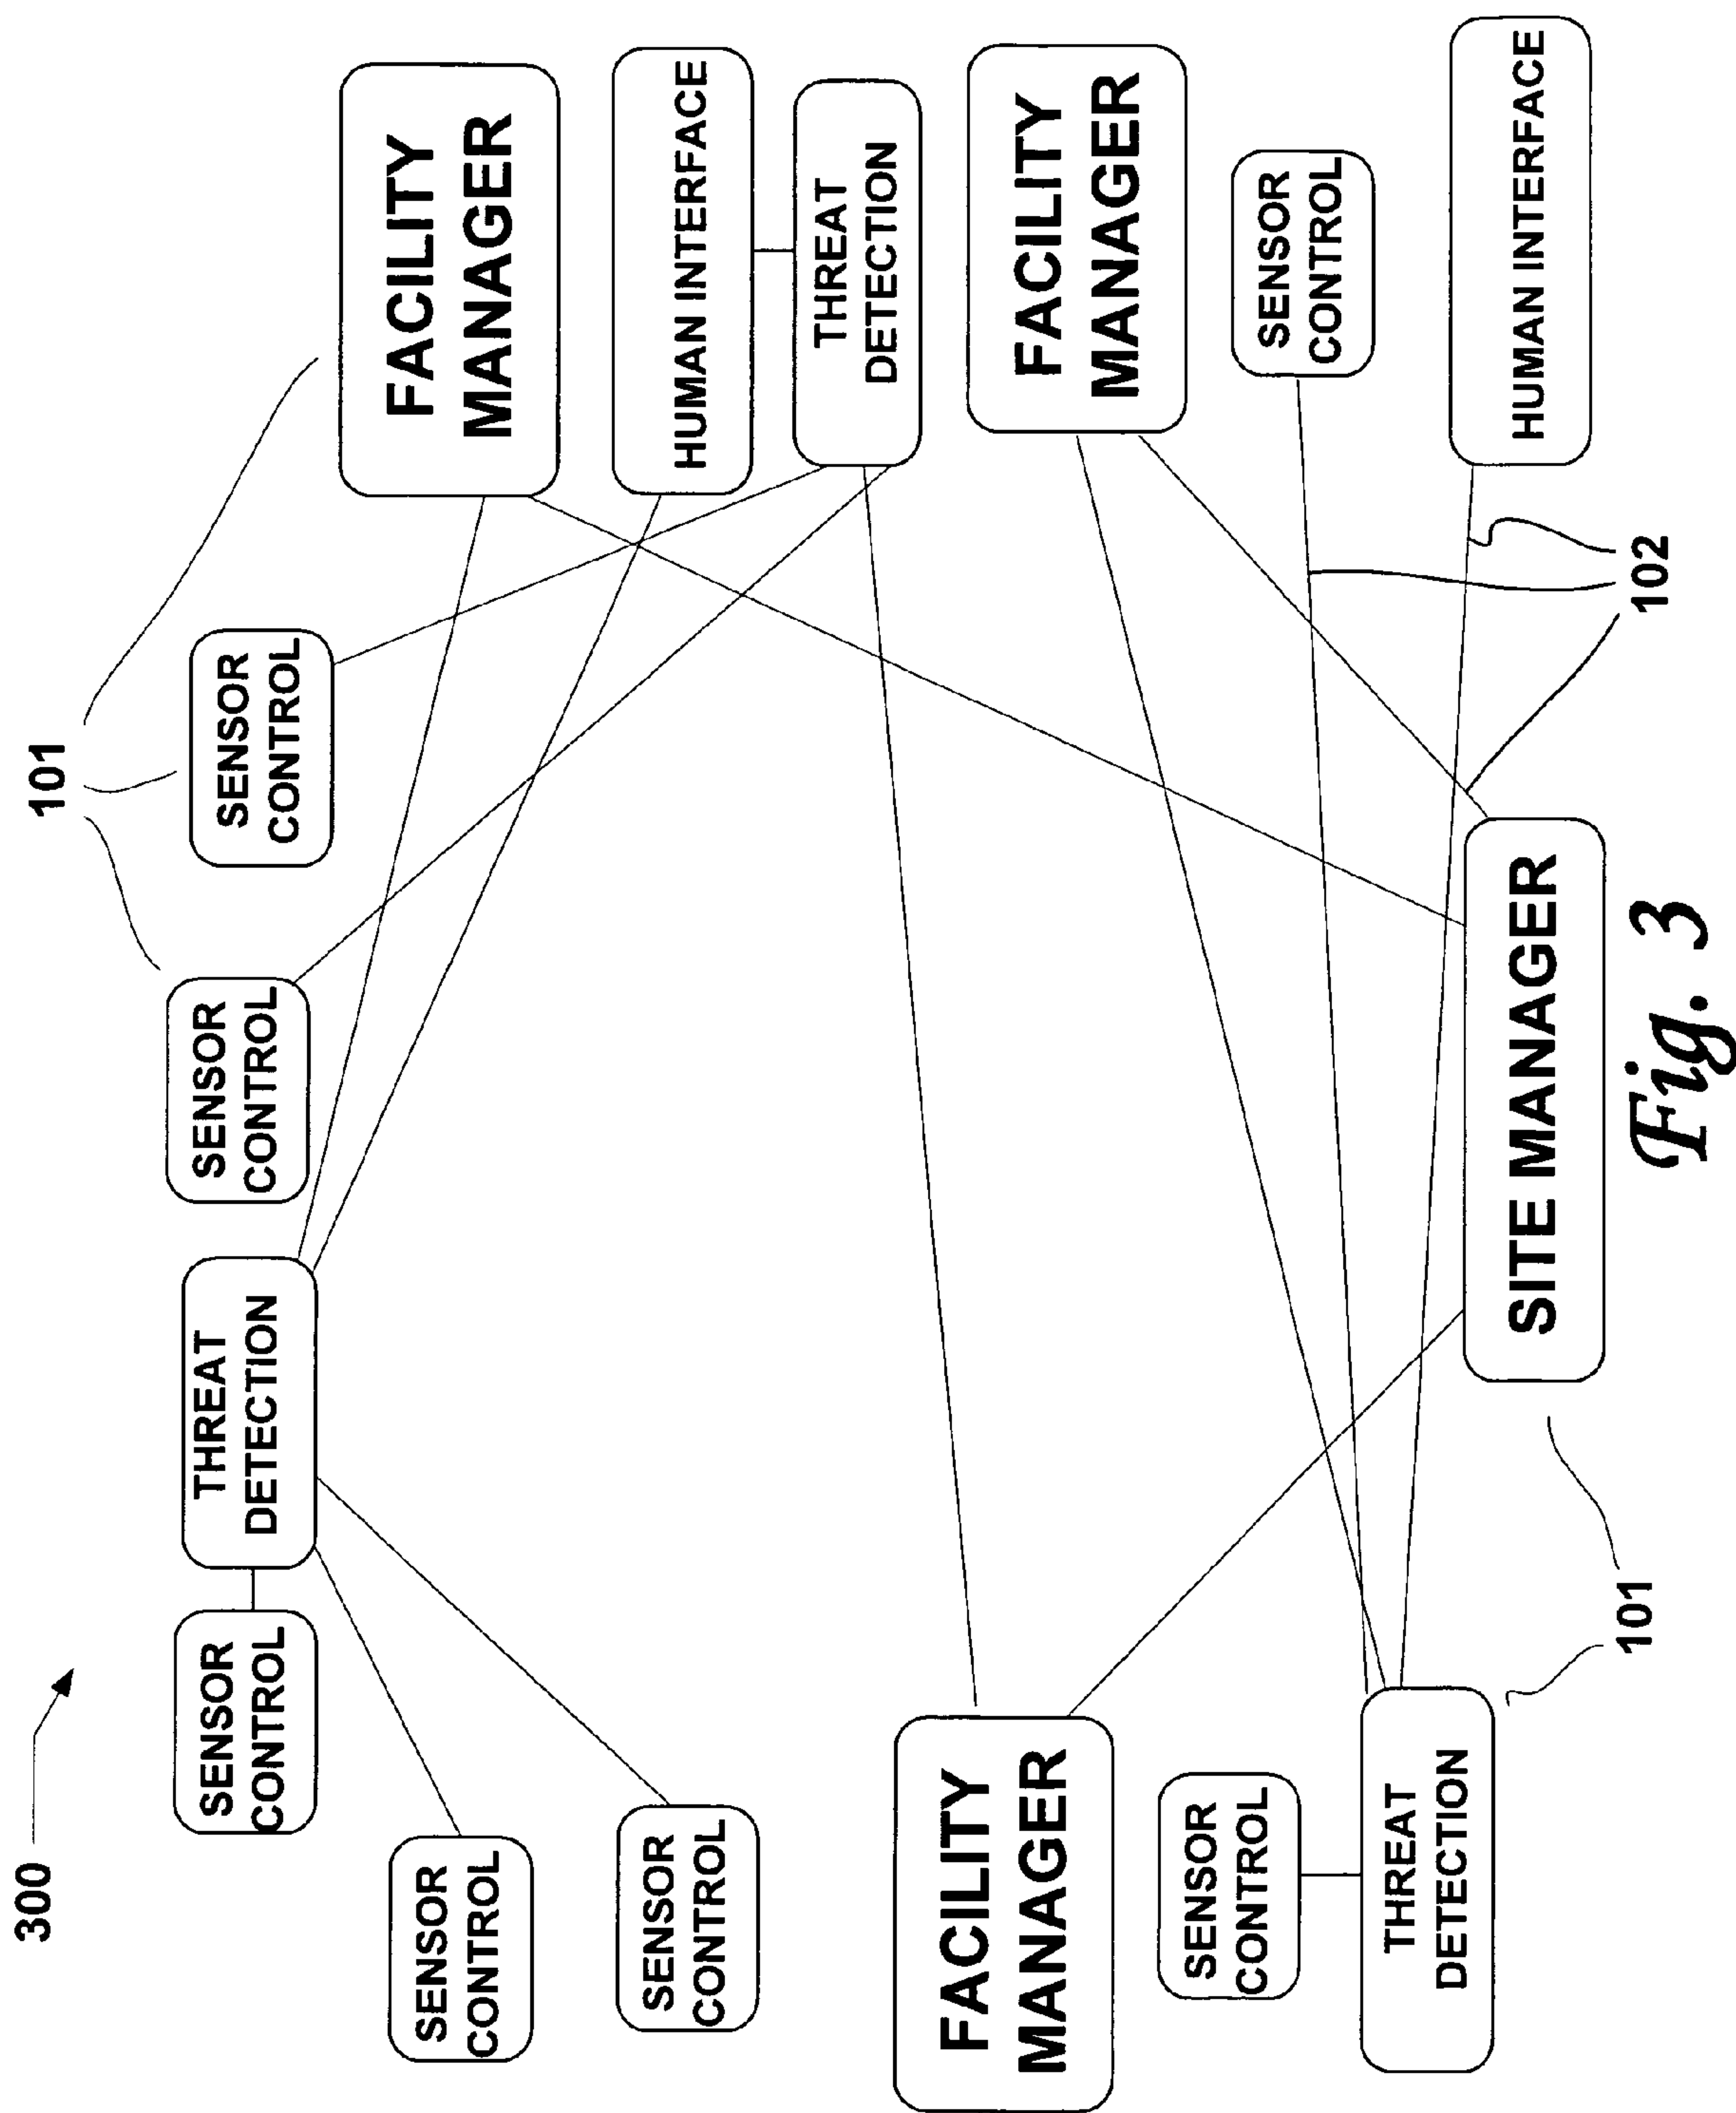 300
101
SENSOR
CONTROL
THREAT
DETECTION
SENSOR
CONTROL
SENSOR
CONTROL
SENSOR
CONTROL
FACILITY
MANAGER
SENSOR
CONTROL
HUMAN INTERFACE
THREAT
DETECTION
FACILITY
MANAGER
FACILITY
MANAGER
SENSOR
CONTROL
SENSOR
CONTROL
THREAT
DETECTION
SITE MANAGER
HUMAN INTERFACE
101
102
Fig. 3